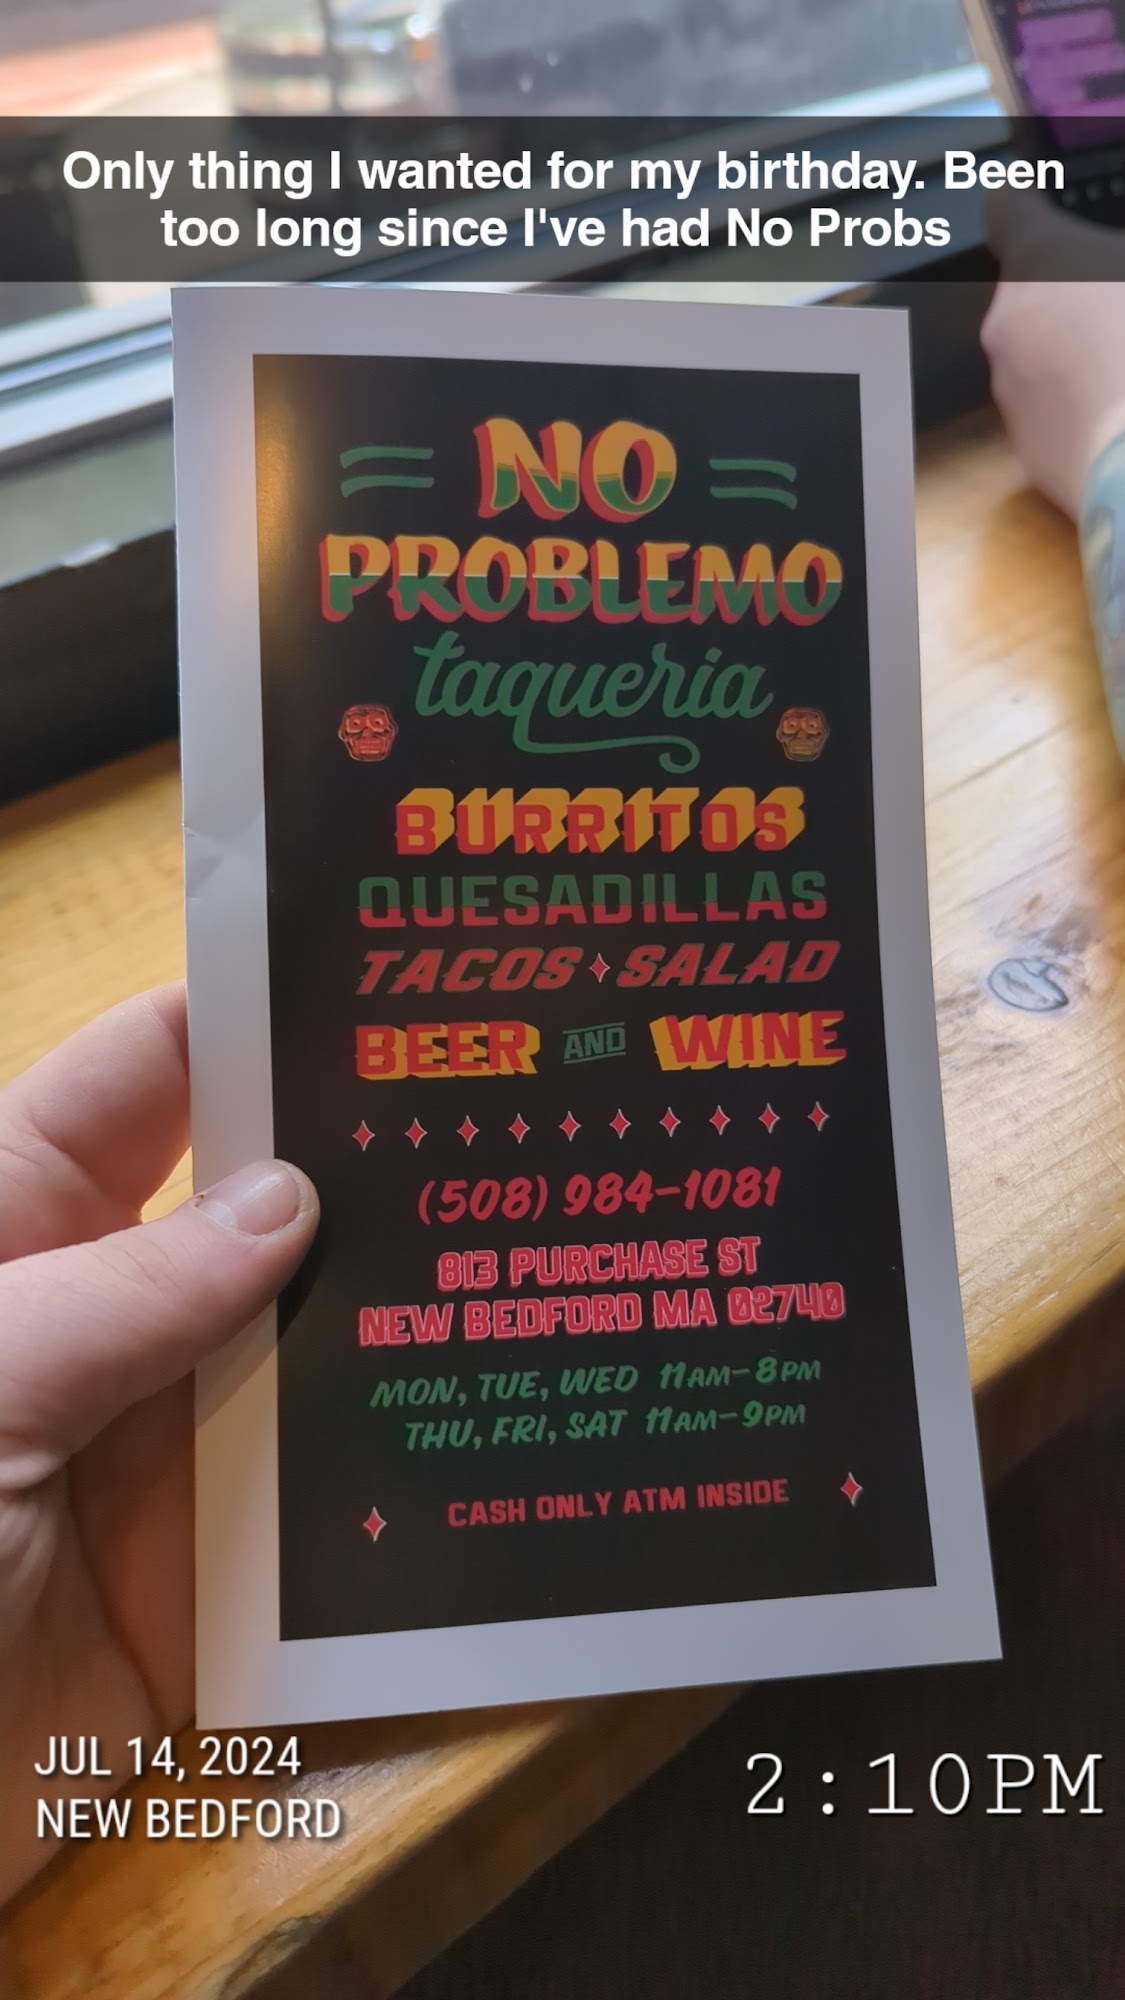 Only thing I wanted for my birthday. Been
too long since I've had No Probs
NO
PROBLEMO
taqueria
BURRITOS
QUESADILLAS
TACOS SALAD
BEER AND WINE
(508) 984-1081
813 PURCHASE ST
NEW BEDFORD MA 02740
MON, TUE, WED 11AM-8PM
THU, FRI, SAT 11AM-9PM
CASH ONLY ATM INSIDE
JUL 14, 2024
NEW BEDFORD
2:10PM